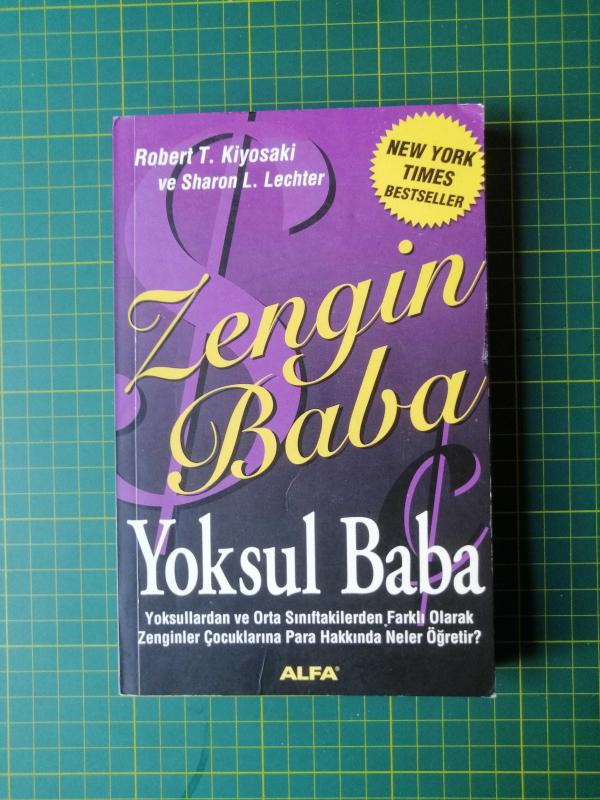 Robert T. Kiyosaki
ve Sharon L. Lechter
NEW YORK
TIMES
BESTSELLER
Zengin
Baba
Yoksul Baba
Yoksullardan ve Orta Sınıftakilerden Farklı Olarak
Zenginler Çocuklarına Para Hakkında Neler Öğretir?
ALFA®